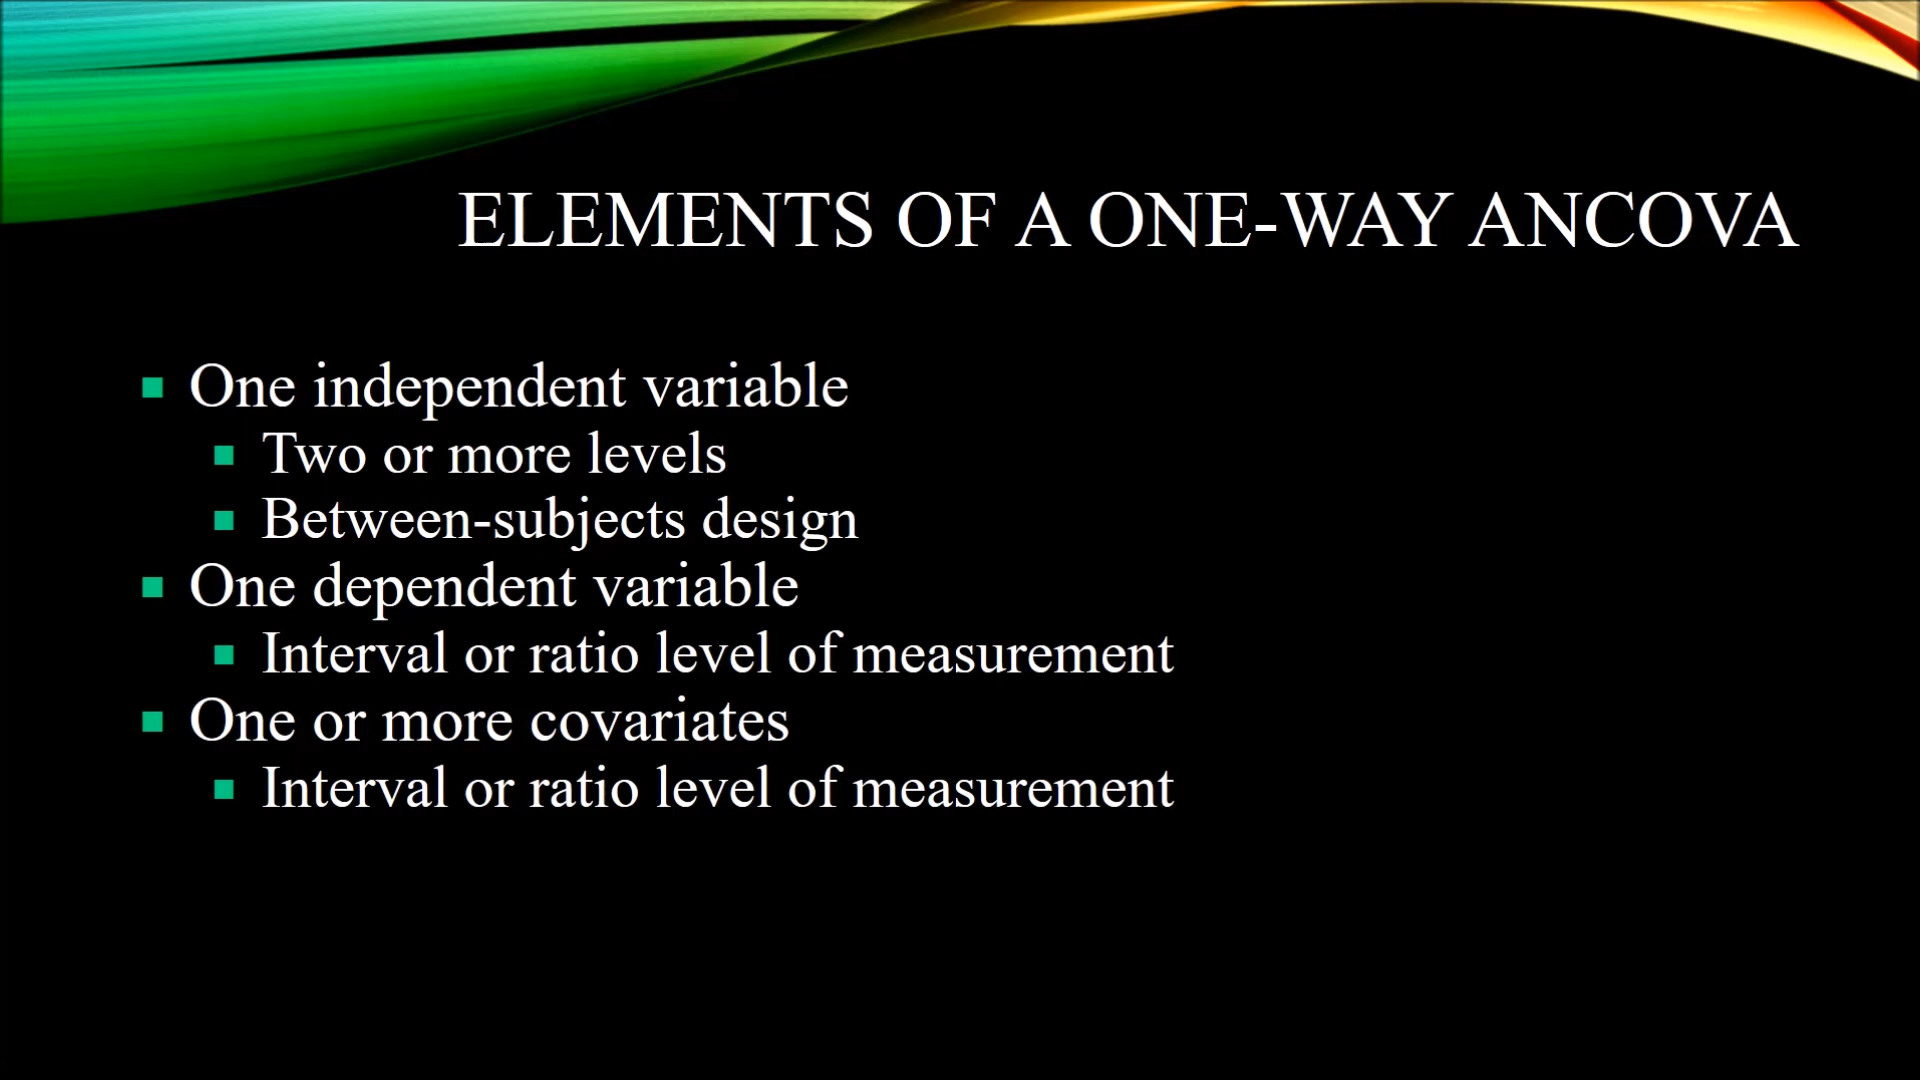 ELEMENTS OF A ONE-WAY ANCOVA
One independent variable
Two or more levels
Between-subjects design
One dependent variable
Interval or ratio level of measurement
One or more covariates
Interval or ratio level of measurement